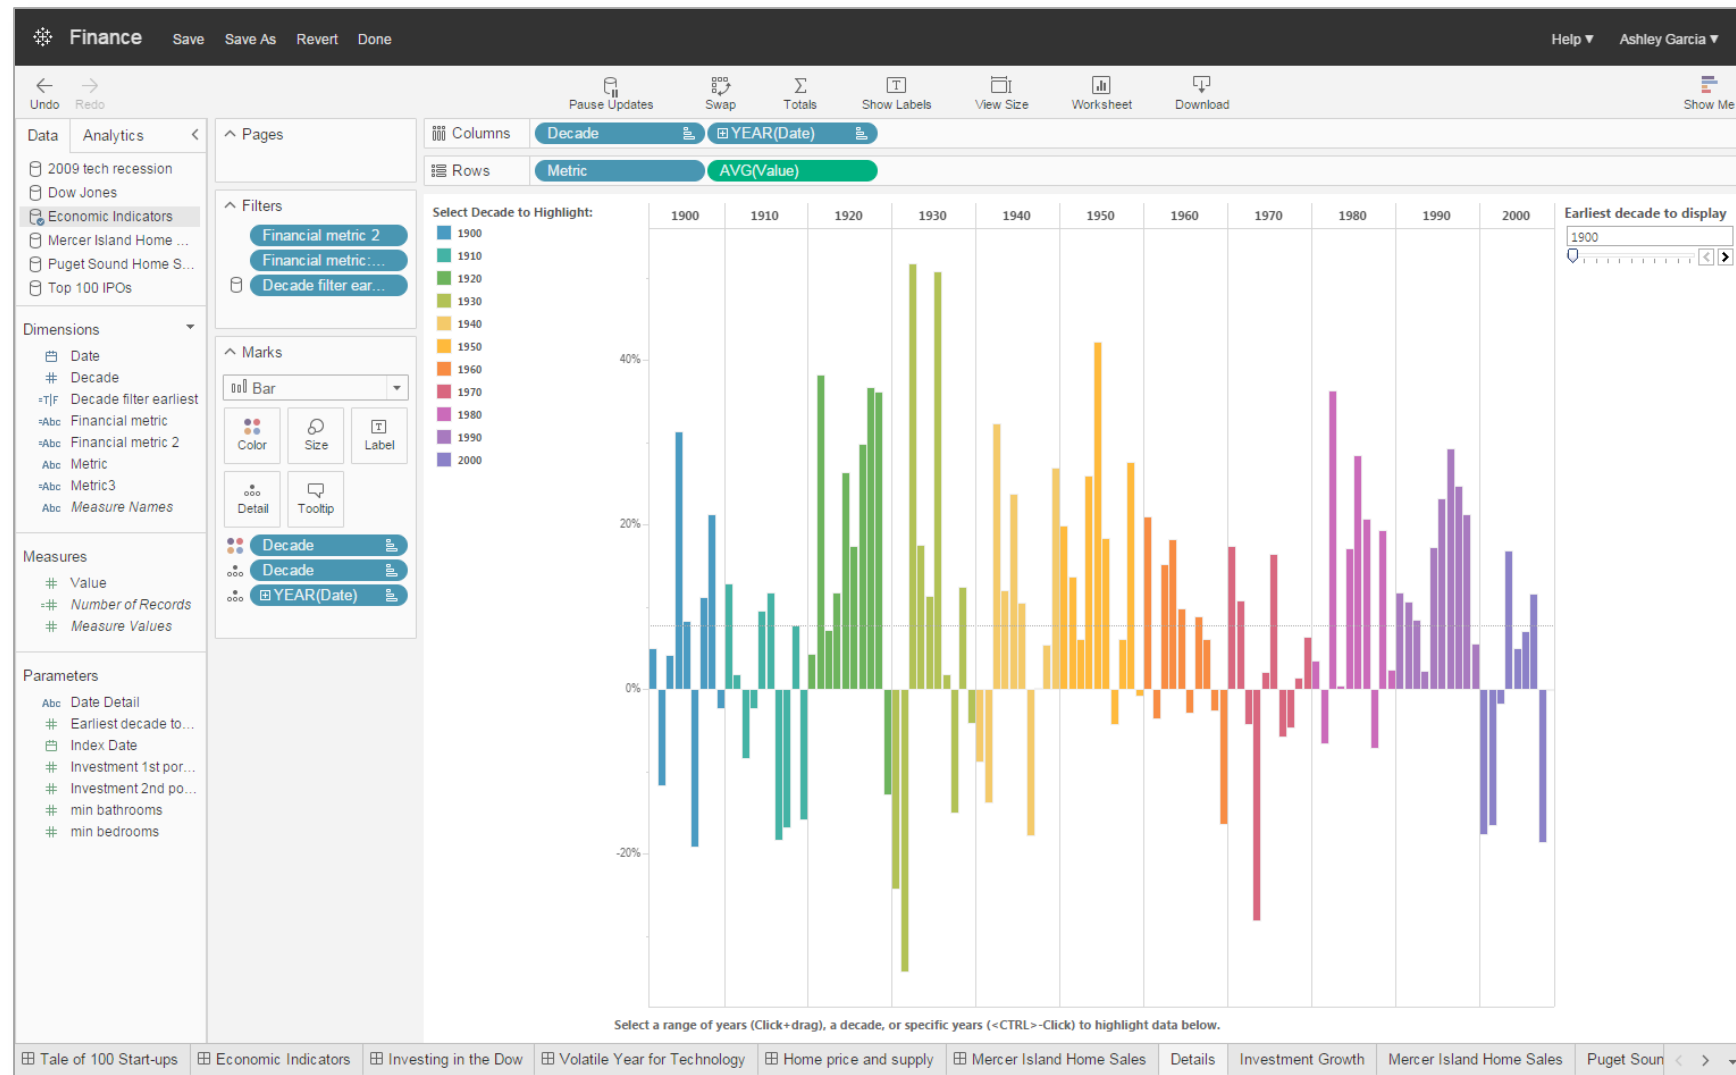 Finance Save Save As Revert Done Help ▾ Ashley Garcia ▾
Undo Redo Pause Updates Swap Totals Show Labels View Size Worksheet Download Show Me
Data Analytics
2009 tech recession
Dow Jones
Economic Indicators
Mercer Island Home ...
Puget Sound Home S...
Top 100 IPOs
Dimensions
Date
Decade
=T|F Decade filter earliest
=Abc Financial metric
=Abc Financial metric 2
Abc Metric
=Abc Metric3
Abc Measure Names
Measures
# Value
=# Number of Records
# Measure Values
Parameters
Abc Date Detail
# Earliest decade to...
Index Date
# Investment 1st por...
# Investment 2nd po...
# min bathrooms
# min bedrooms
Pages
Filters
Financial metric 2
Financial metric:...
Decade filter ear...
Marks
Bar
Color Size Label
Detail Tooltip
Decade
Decade
YEAR(Date)
Columns Decade YEAR(Date)
Rows Metric AVG(Value)
Select Decade to Highlight:
1900
1910
1920
1930
1940
1950
1960
1970
1980
1990
2000
1900 1910 1920 1930 1940 1950 1960 1970 1980 1990 2000
40%
20%
0%
-20%
Earliest decade to display
1900
Select a range of years (Click+drag), a decade, or specific years (<CTRL>-Click) to highlight data below.
Tale of 100 Start-ups Economic Indicators Investing in the Dow Volatile Year for Technology Home price and supply Mercer Island Home Sales Details Investment Growth Mercer Island Home Sales Puget Soun